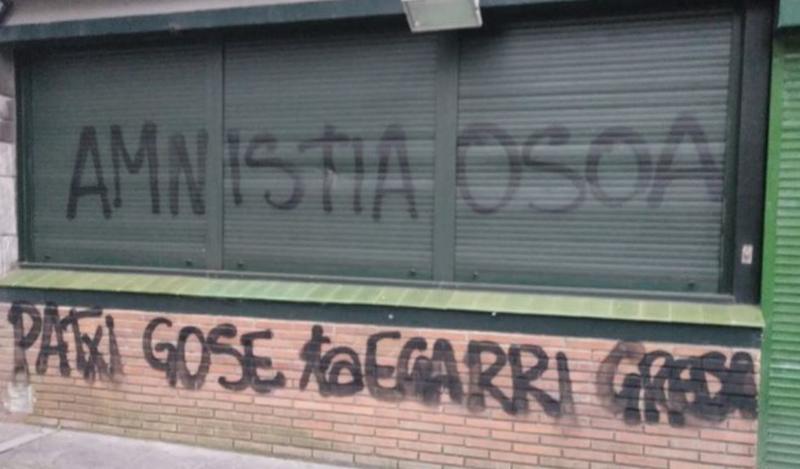 AMNISTIA OSOA
PATXI GOSE ta EGARRI GREBA